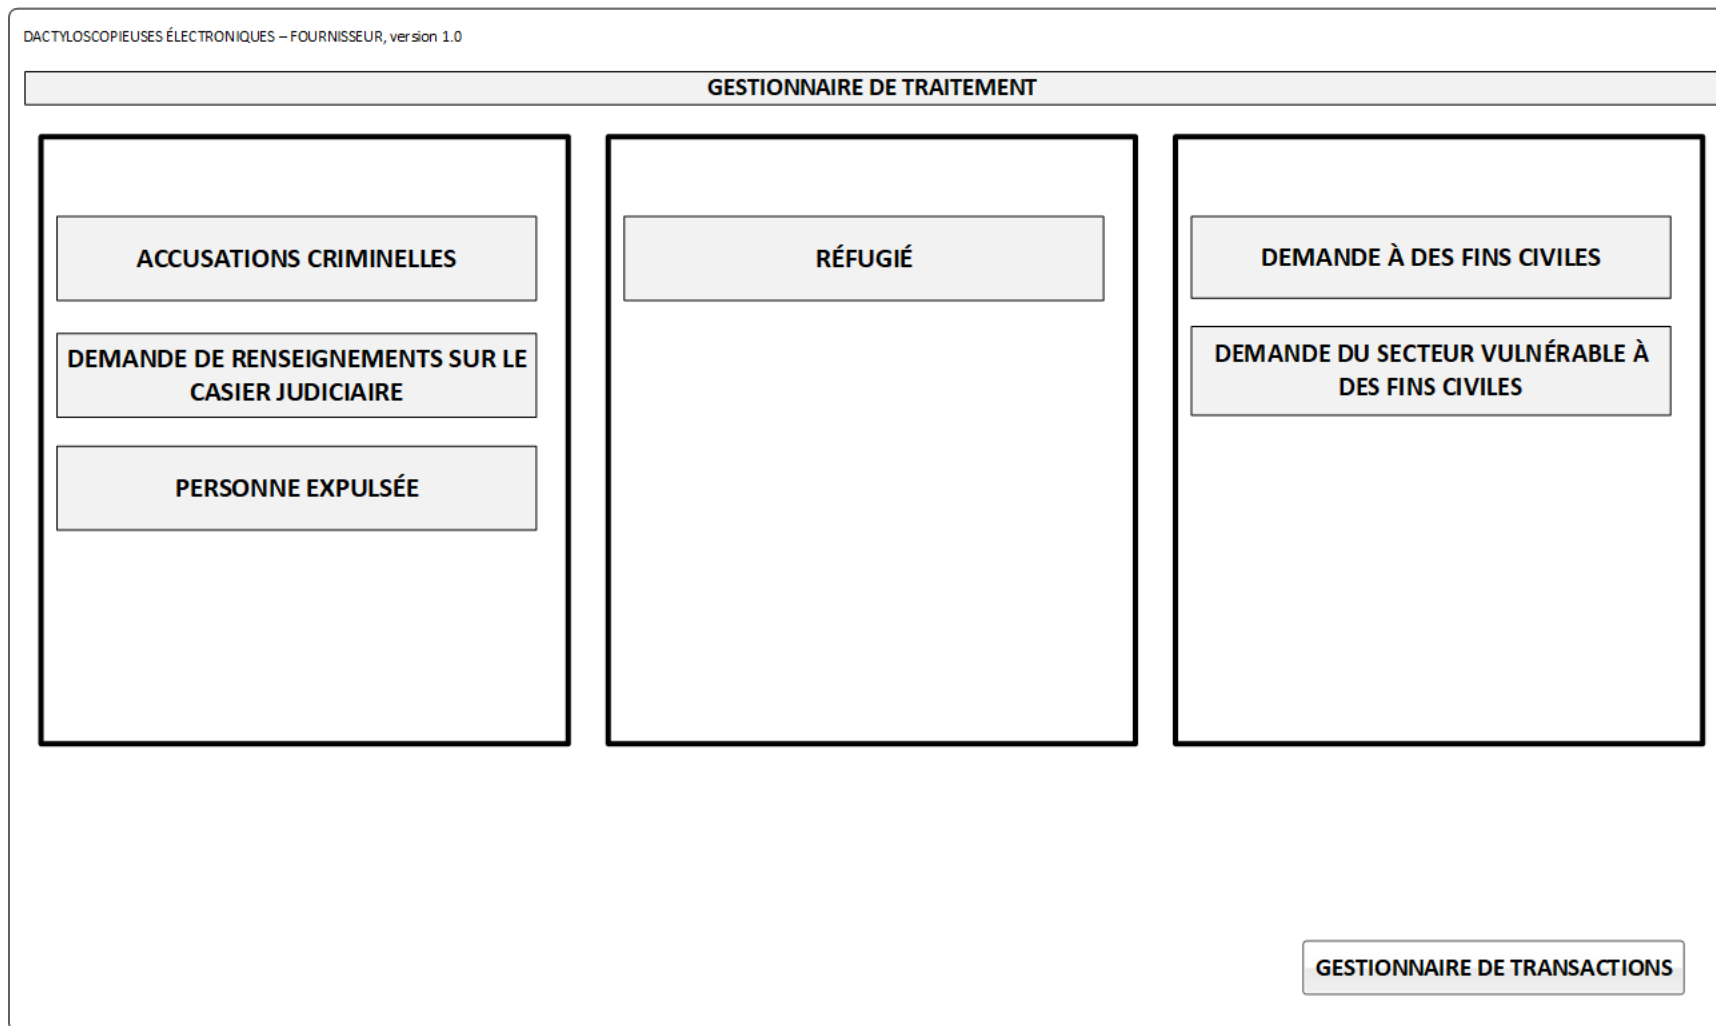 DACTYLOSCOPIEUSES ÉLECTRONIQUES – FOURNISSEUR, version 1.0
GESTIONNAIRE DE TRAITEMENT
ACCUSATIONS CRIMINELLES
DEMANDE DE RENSEIGNEMENTS SUR LE
CASIER JUDICIAIRE
PERSONNE EXPULSÉE
RÉFUGIÉ
DEMANDE À DES FINS CIVILES
DEMANDE DU SECTEUR VULNÉRABLE À
DES FINS CIVILES
GESTIONNAIRE DE TRANSACTIONS